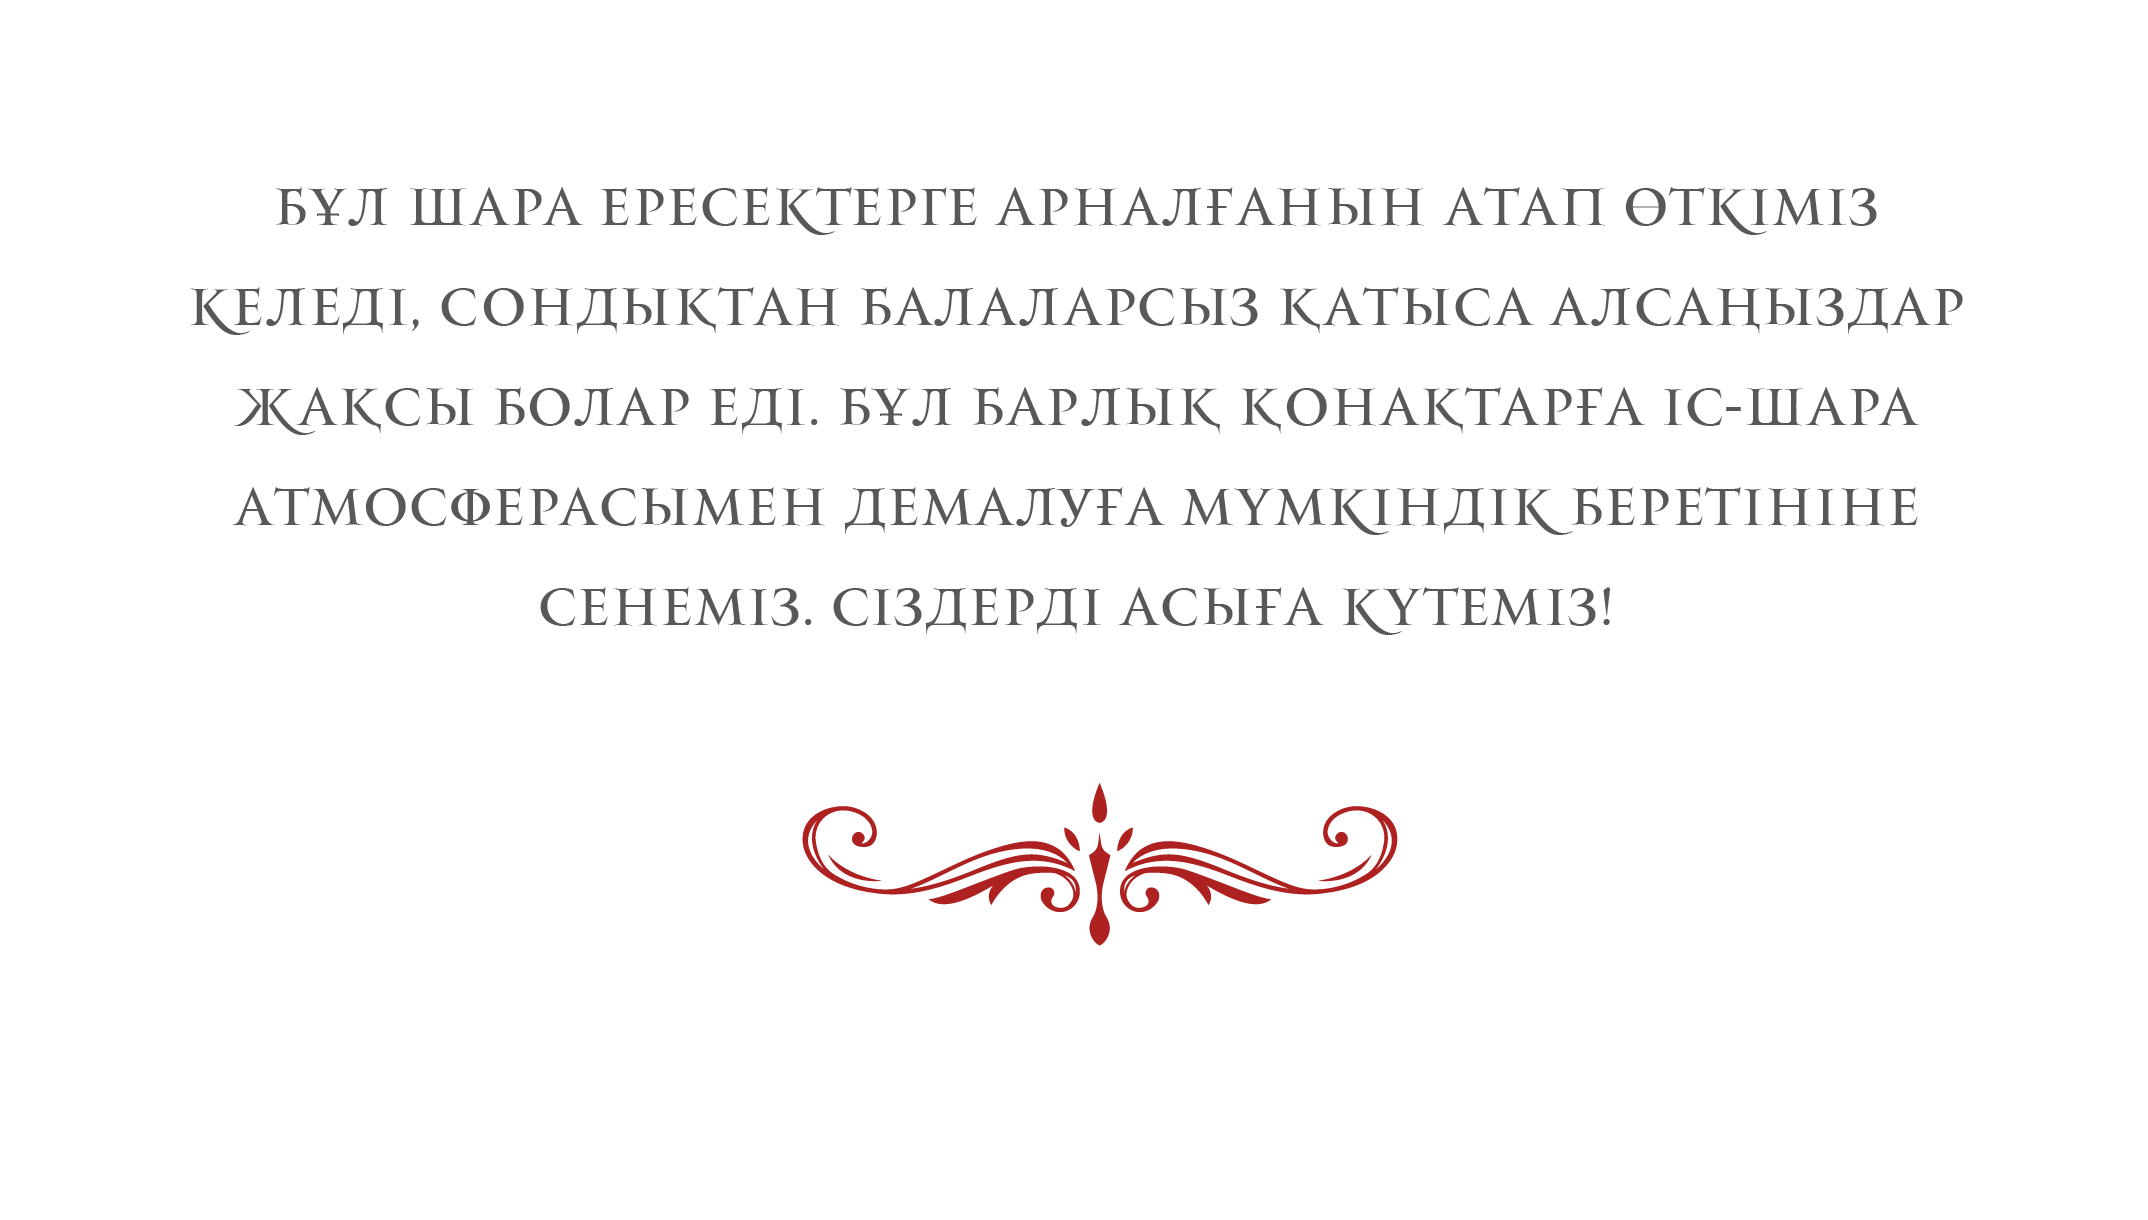 БҰЛ ШАРА ЕРЕСЕКТЕРГЕ АРНАЛҒАНЫН АТАП ӨТКІМІЗ
КЕЛЕДІ, СОНДЫҚТАН БАЛАЛАРСЫЗ ҚАТЫСА АЛСАҢЫЗДАР
ЖАҚСЫ БОЛАР ЕДІ. БҰЛ БАРЛЫҚ ҚОНАҚТАРҒА ІС-ШАРА
АТМОСФЕРАСЫМЕН ДЕМАЛУҒА МҮМКІНДІК БЕРЕТІНІНЕ
СЕНЕМІЗ. СІЗДЕРДІ АСЫҒА КҮТЕМІЗ!